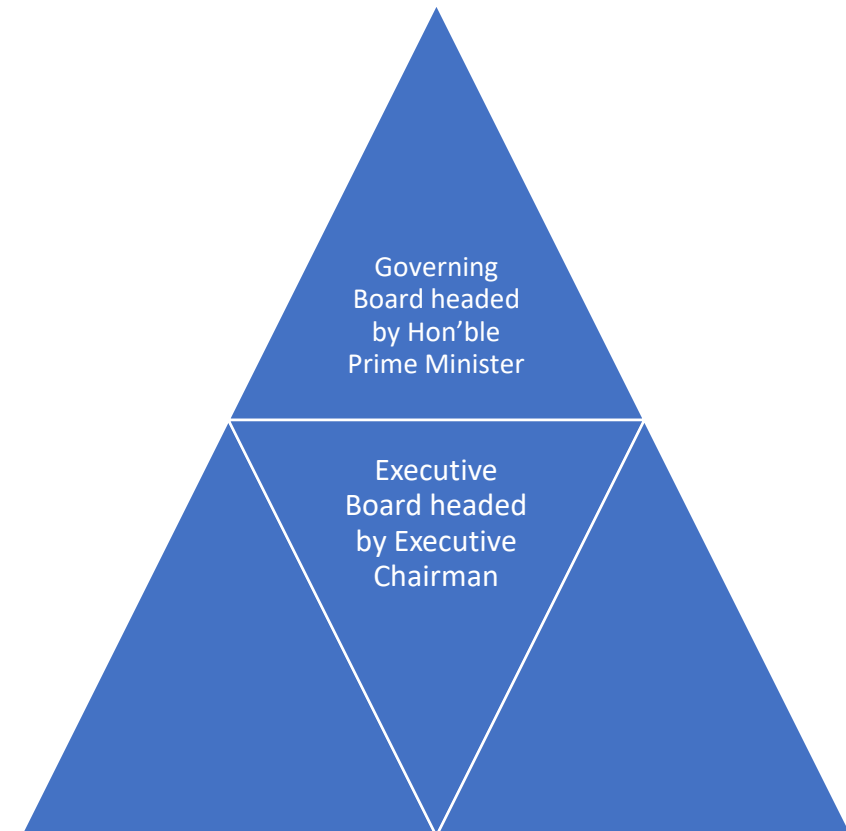 Governing
Board headed
by Hon’ble
Prime Minister
Executive
Board headed
by Executive
Chairman